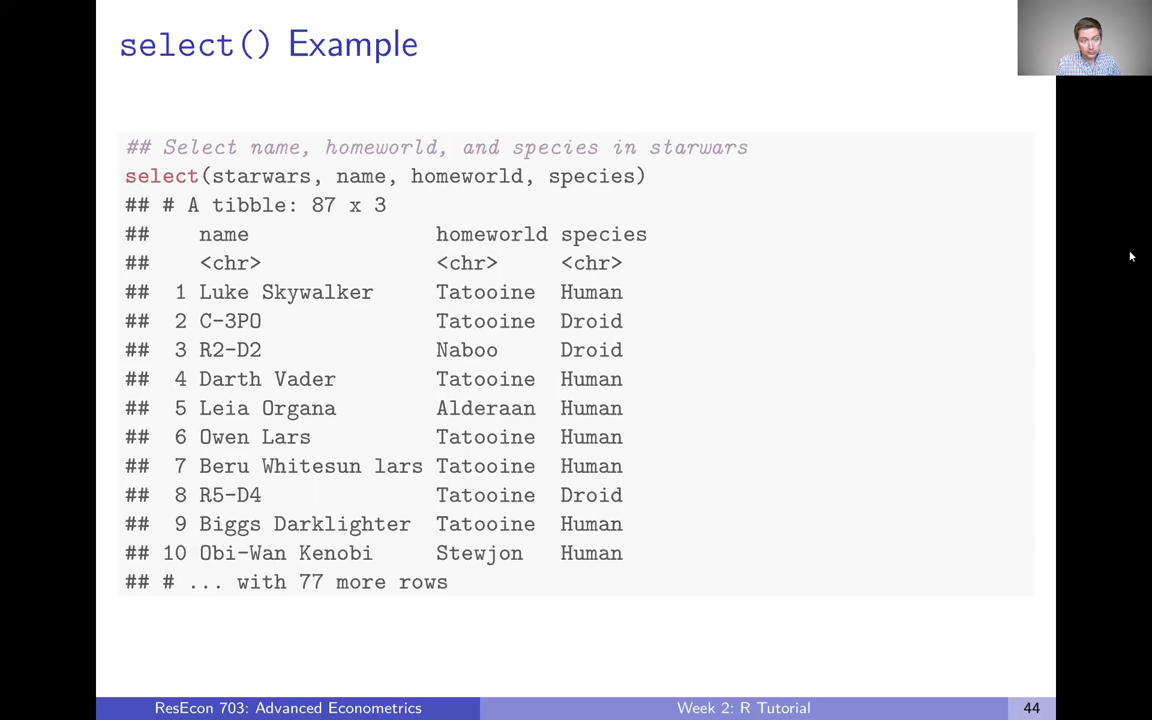 select() Example
## Select name, homeworld, and species in starwars
select(starwars, name, homeworld, species)
## # A tibble: 87 x 3
##    name               homeworld species
##    <chr>              <chr>     <chr>
##  1 Luke Skywalker     Tatooine  Human
##  2 C-3PO              Tatooine  Droid
##  3 R2-D2              Naboo     Droid
##  4 Darth Vader        Tatooine  Human
##  5 Leia Organa        Alderaan  Human
##  6 Owen Lars          Tatooine  Human
##  7 Beru Whitesun lars Tatooine  Human
##  8 R5-D4              Tatooine  Droid
##  9 Biggs Darklighter  Tatooine  Human
## 10 Obi-Wan Kenobi     Stewjon   Human
## # ... with 77 more rows
ResEcon 703: Advanced Econometrics Week 2: R Tutorial 44